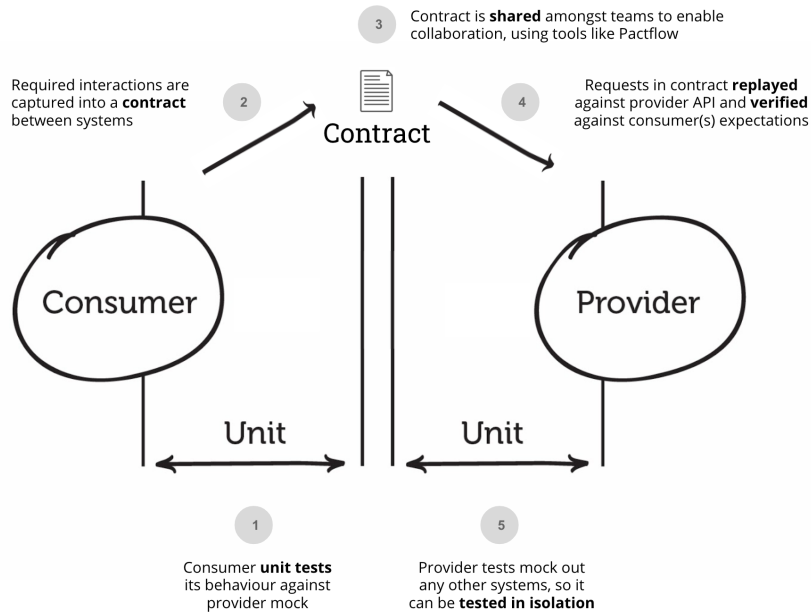 3
Contract is shared amongst teams to enable
collaboration, using tools like Pactflow
Required interactions are
captured into a contract
between systems
2
Contract
4
Requests in contract replayed
against provider API and verified
against consumer(s) expectations
Consumer
Provider
Unit
Unit
1
Consumer unit tests
its behaviour against
provider mock
5
Provider tests mock out
any other systems, so it
can be tested in isolation